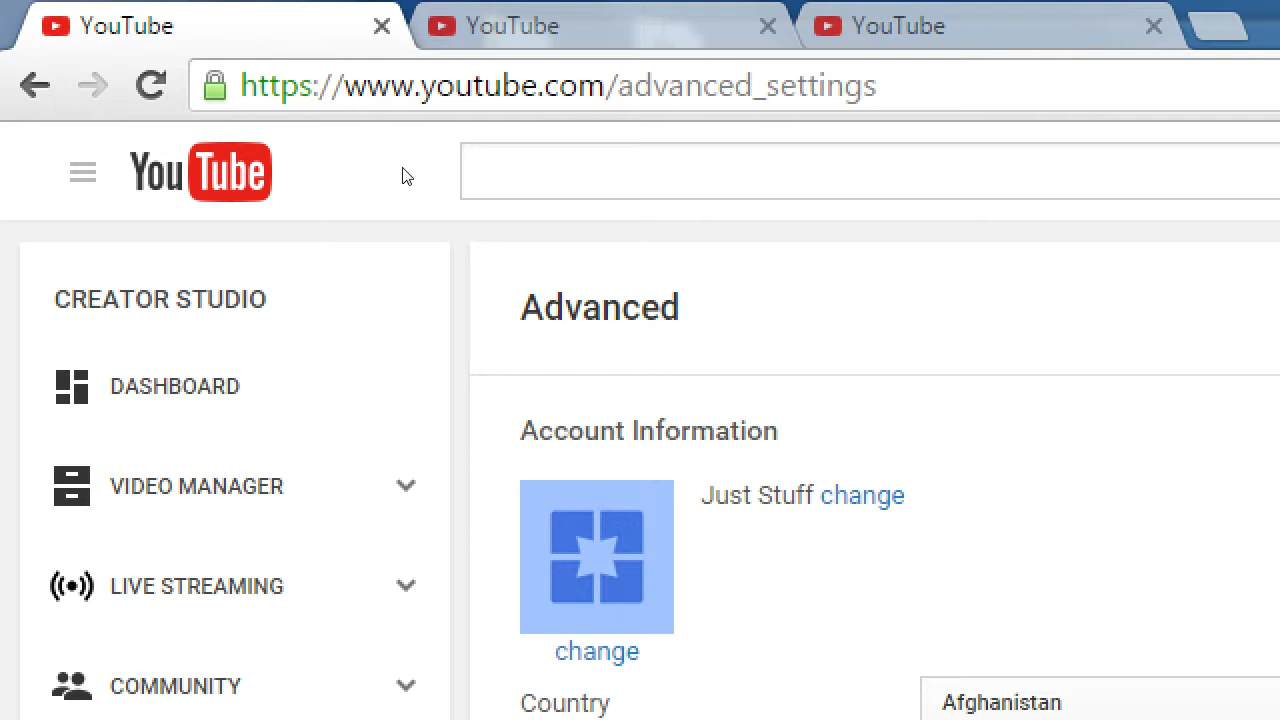 YouTube
YouTube
YouTube
https://www.youtube.com/advanced_settings
YouTube
CREATOR STUDIO
DASHBOARD
VIDEO MANAGER
LIVE STREAMING
COMMUNITY
Advanced
Account Information
Just Stuff change
change
Country
Afghanistan